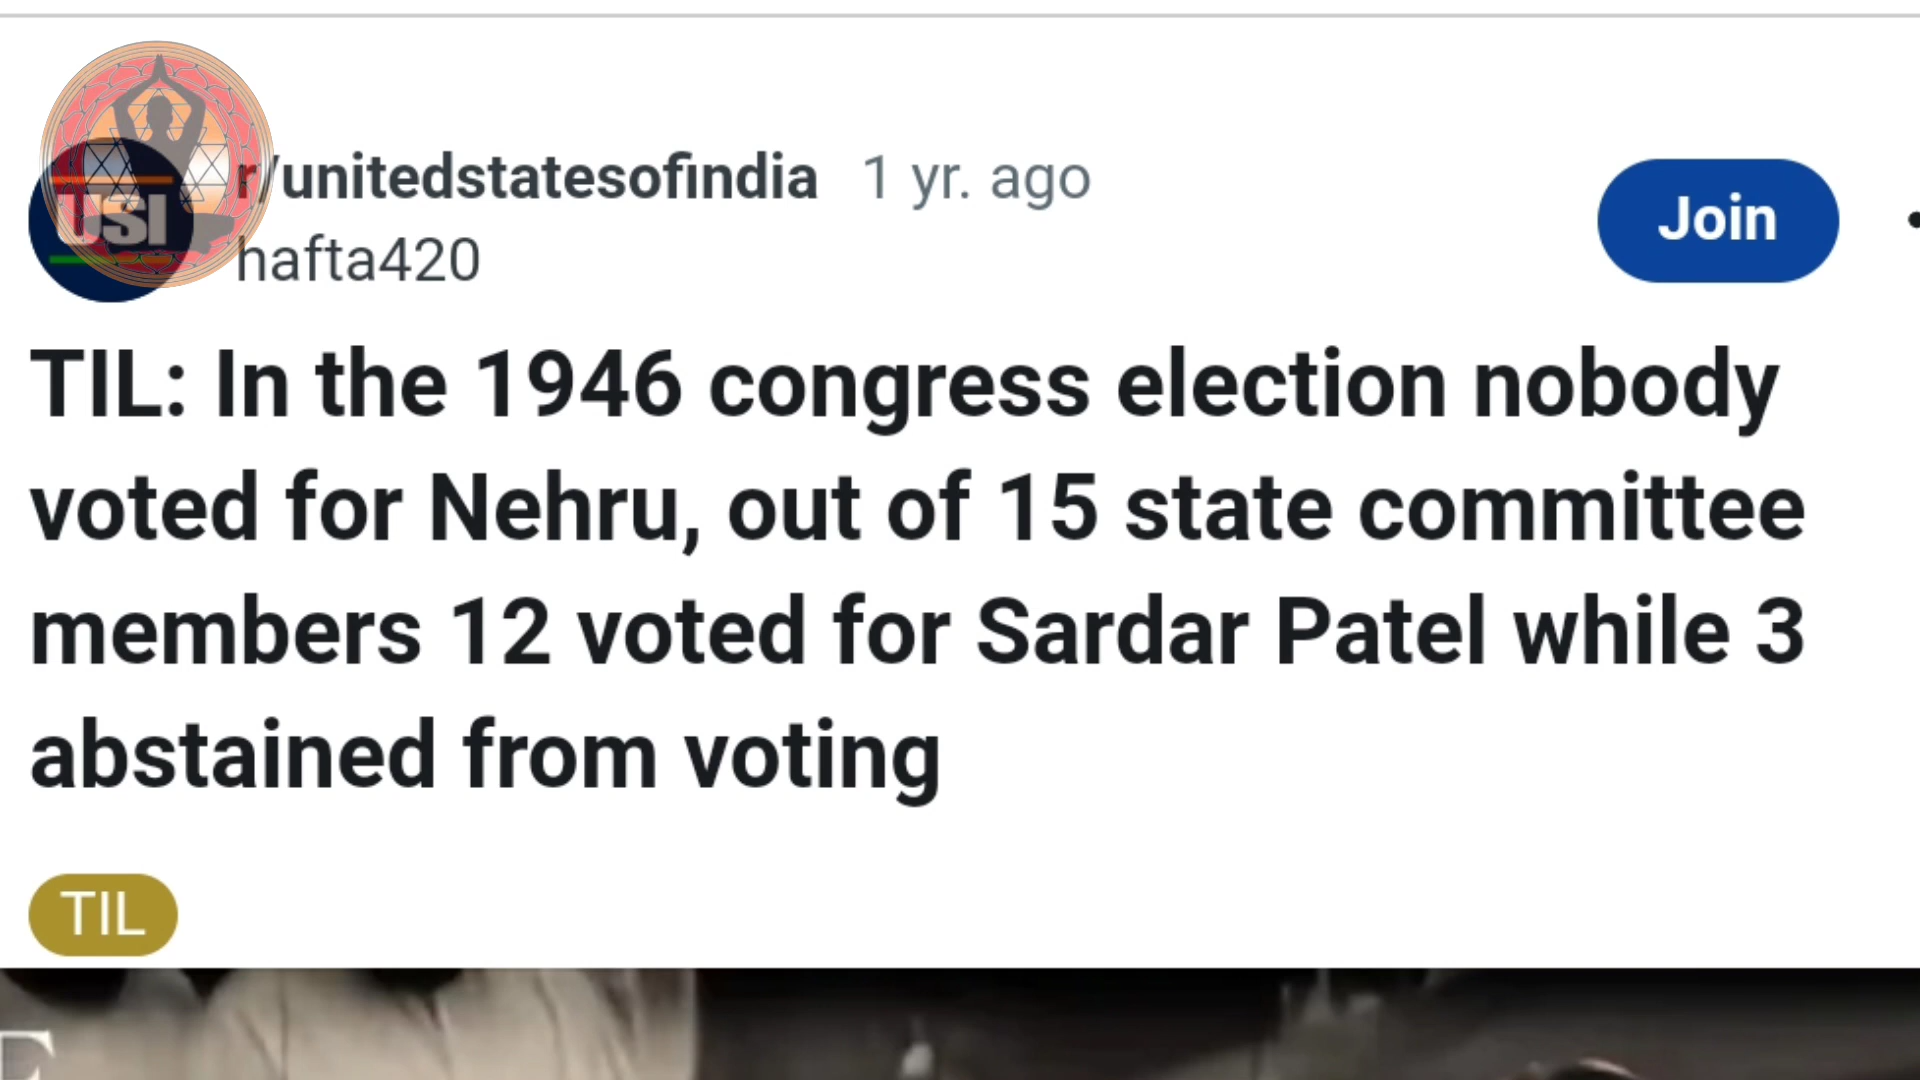 r/unitedstatesofindia 1 yr. ago
hafta420
Join
USI
TIL: In the 1946 congress election nobody
voted for Nehru, out of 15 state committee
members 12 voted for Sardar Patel while 3
abstained from voting
TIL